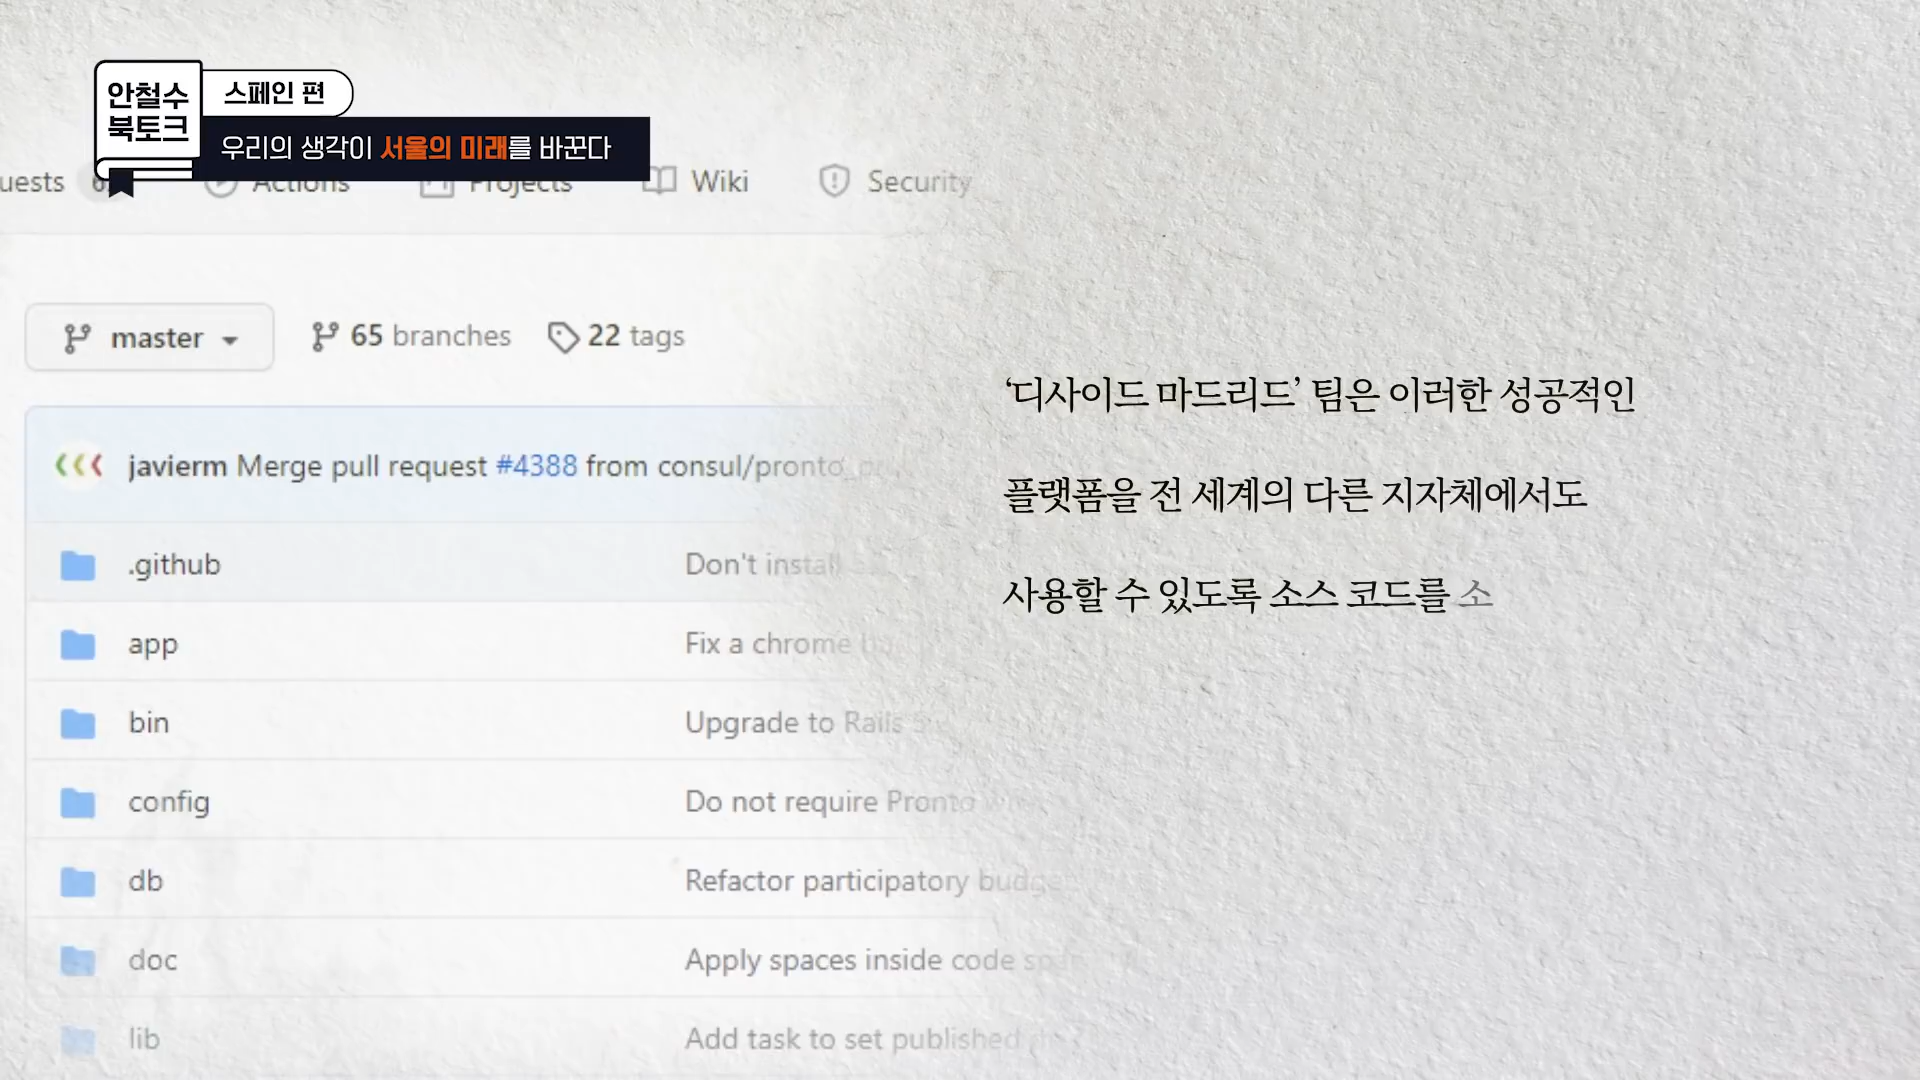 안철수
북토크
스페인 편
우리의 생각이 서울의 미래를 바꾼다
uests
Actions
Projects
Wiki
Security
master
65 branches
22 tags
javierm Merge pull request #4388 from consul/pronto
.github
Don't install
app
Fix a chrome
bin
Upgrade to Rails 5
config
Do not require Pronto
db
Refactor participatory budget
doc
Apply spaces inside code
lib
Add task to set published
‘디사이드 마드리드’ 팀은 이러한 성공적인
플랫폼을 전 세계의 다른 지자체에서도
사용할 수 있도록 소스 코드를 소